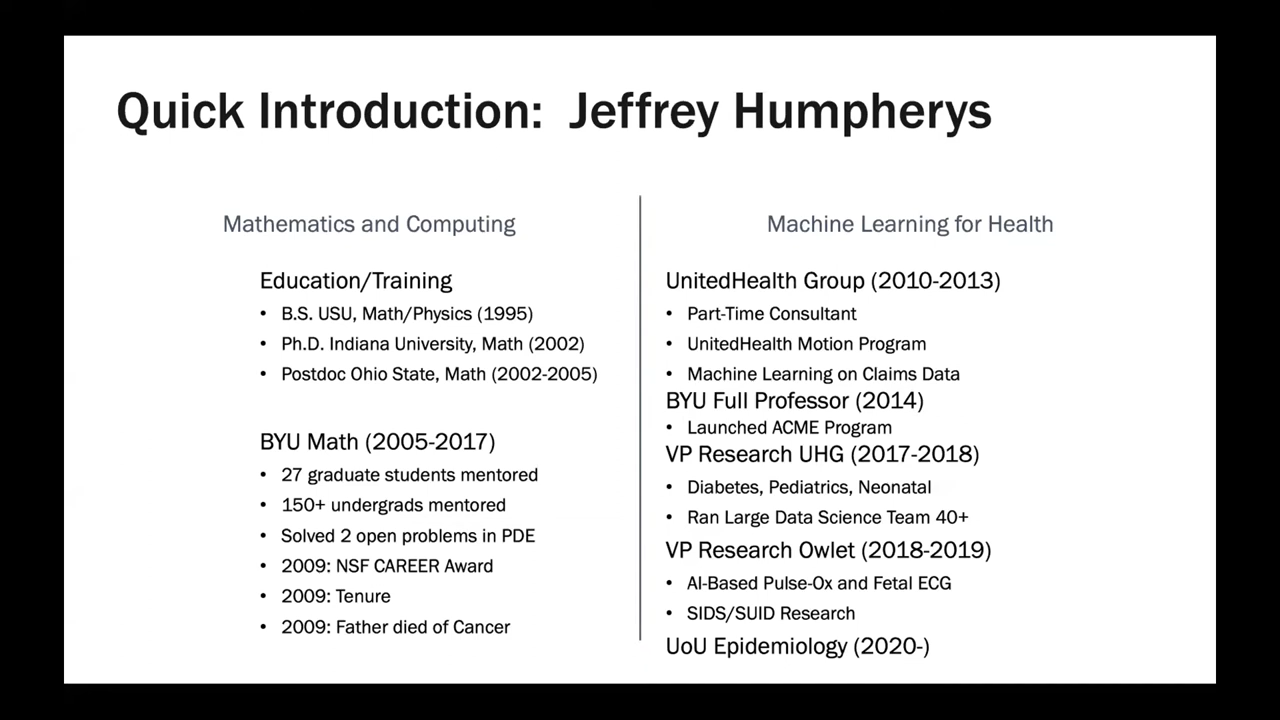 Quick Introduction: Jeffrey Humpherys
Mathematics and Computing
Education/Training
• B.S. USU, Math/Physics (1995)
• Ph.D. Indiana University, Math (2002)
• Postdoc Ohio State, Math (2002-2005)
BYU Math (2005-2017)
• 27 graduate students mentored
• 150+ undergrads mentored
• Solved 2 open problems in PDE
• 2009: NSF CAREER Award
• 2009: Tenure
• 2009: Father died of Cancer
Machine Learning for Health
UnitedHealth Group (2010-2013)
• Part-Time Consultant
• UnitedHealth Motion Program
• Machine Learning on Claims Data
BYU Full Professor (2014)
• Launched ACME Program
VP Research UHG (2017-2018)
• Diabetes, Pediatrics, Neonatal
• Ran Large Data Science Team 40+
VP Research Owlet (2018-2019)
• AI-Based Pulse-Ox and Fetal ECG
• SIDS/SUID Research
UoU Epidemiology (2020-)